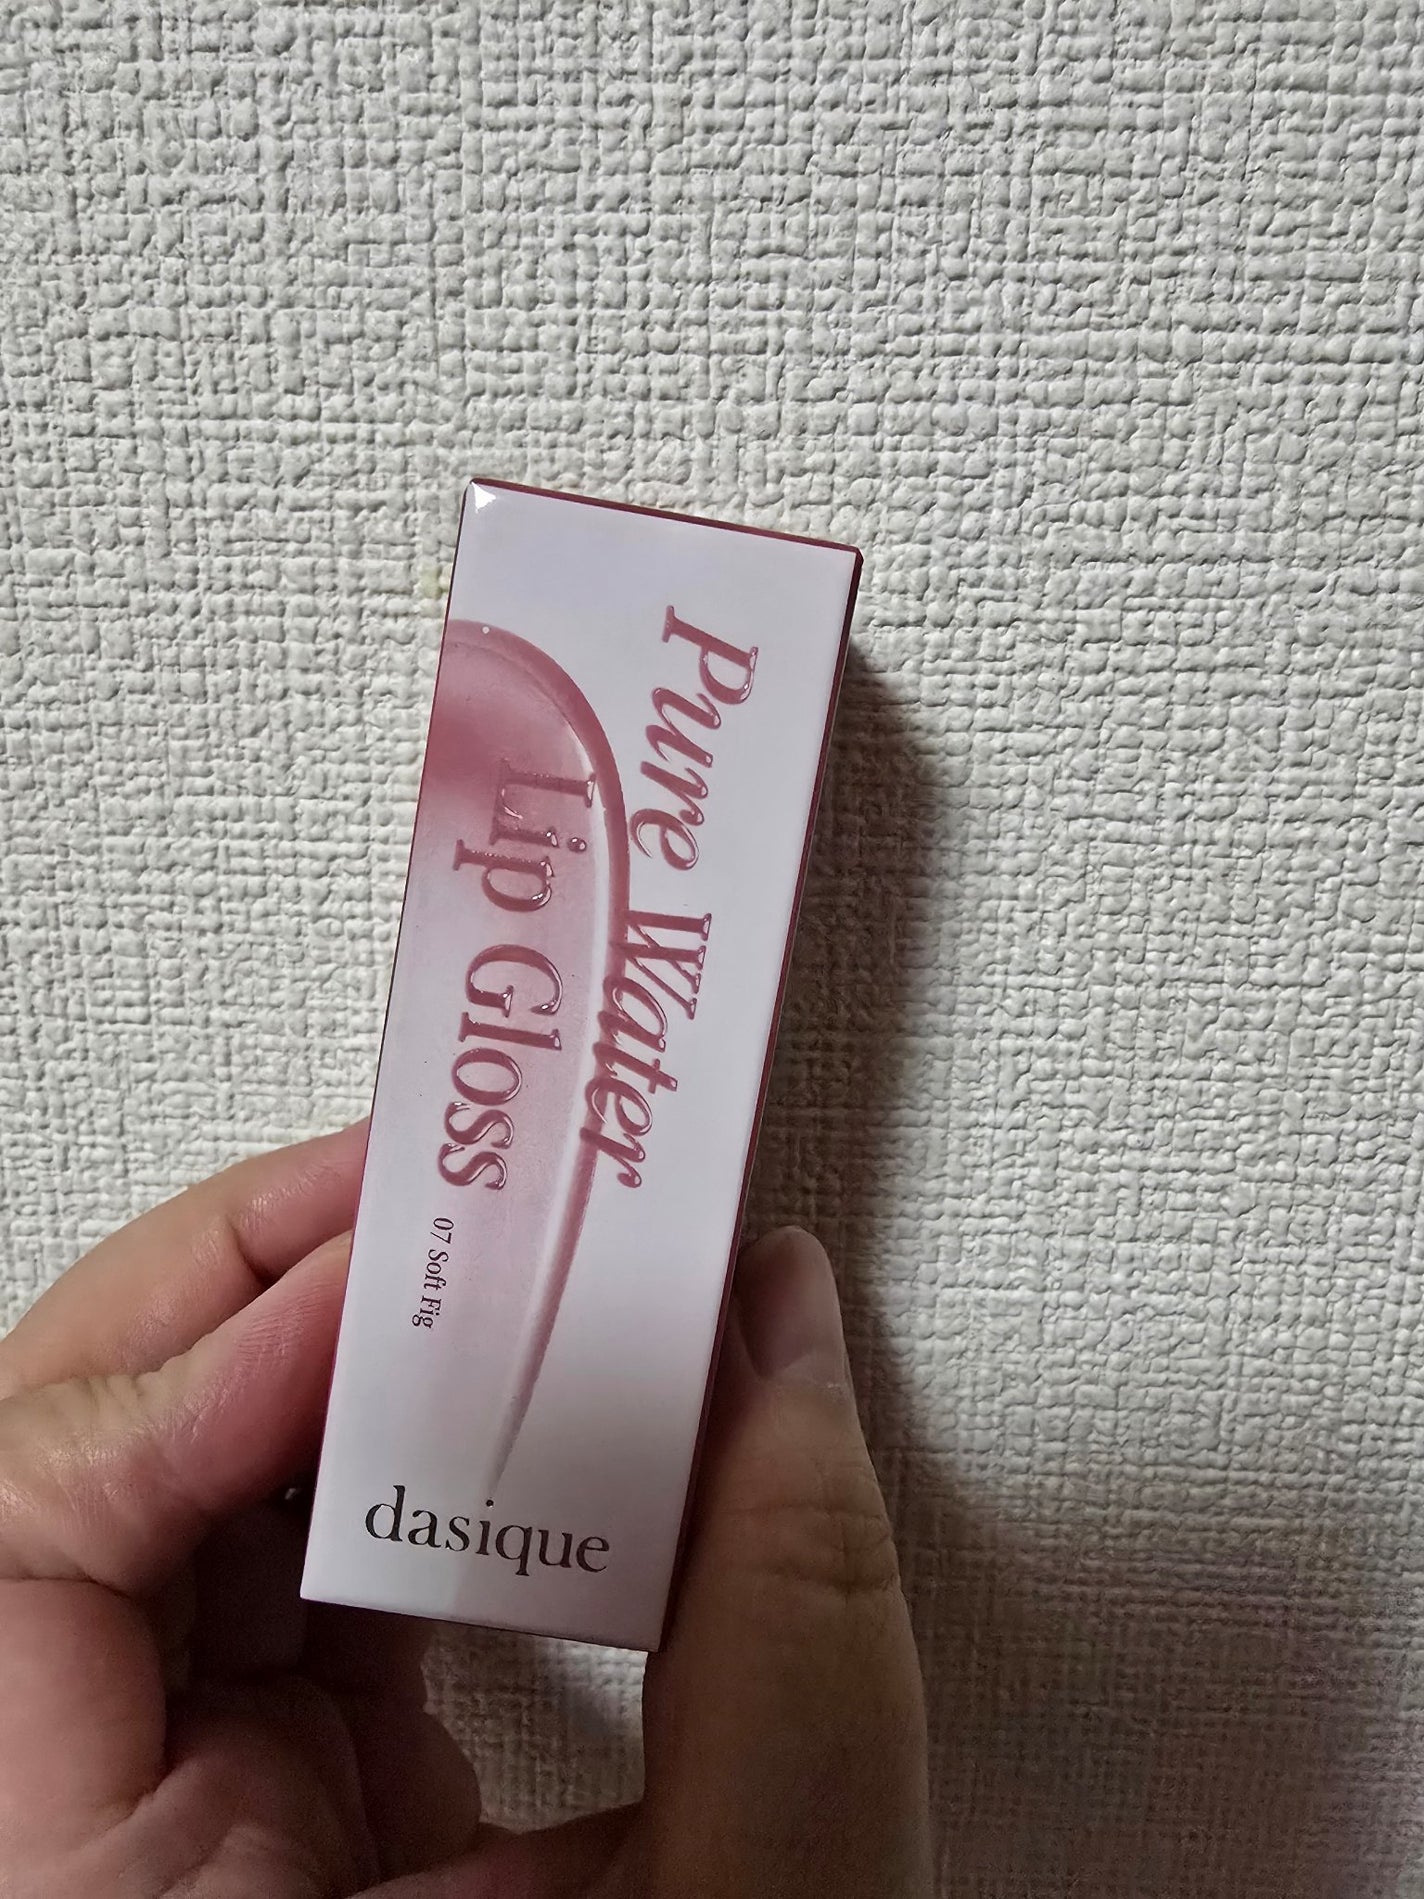 Pure Water
Lip Gloss
07 Soft Fig
dasique